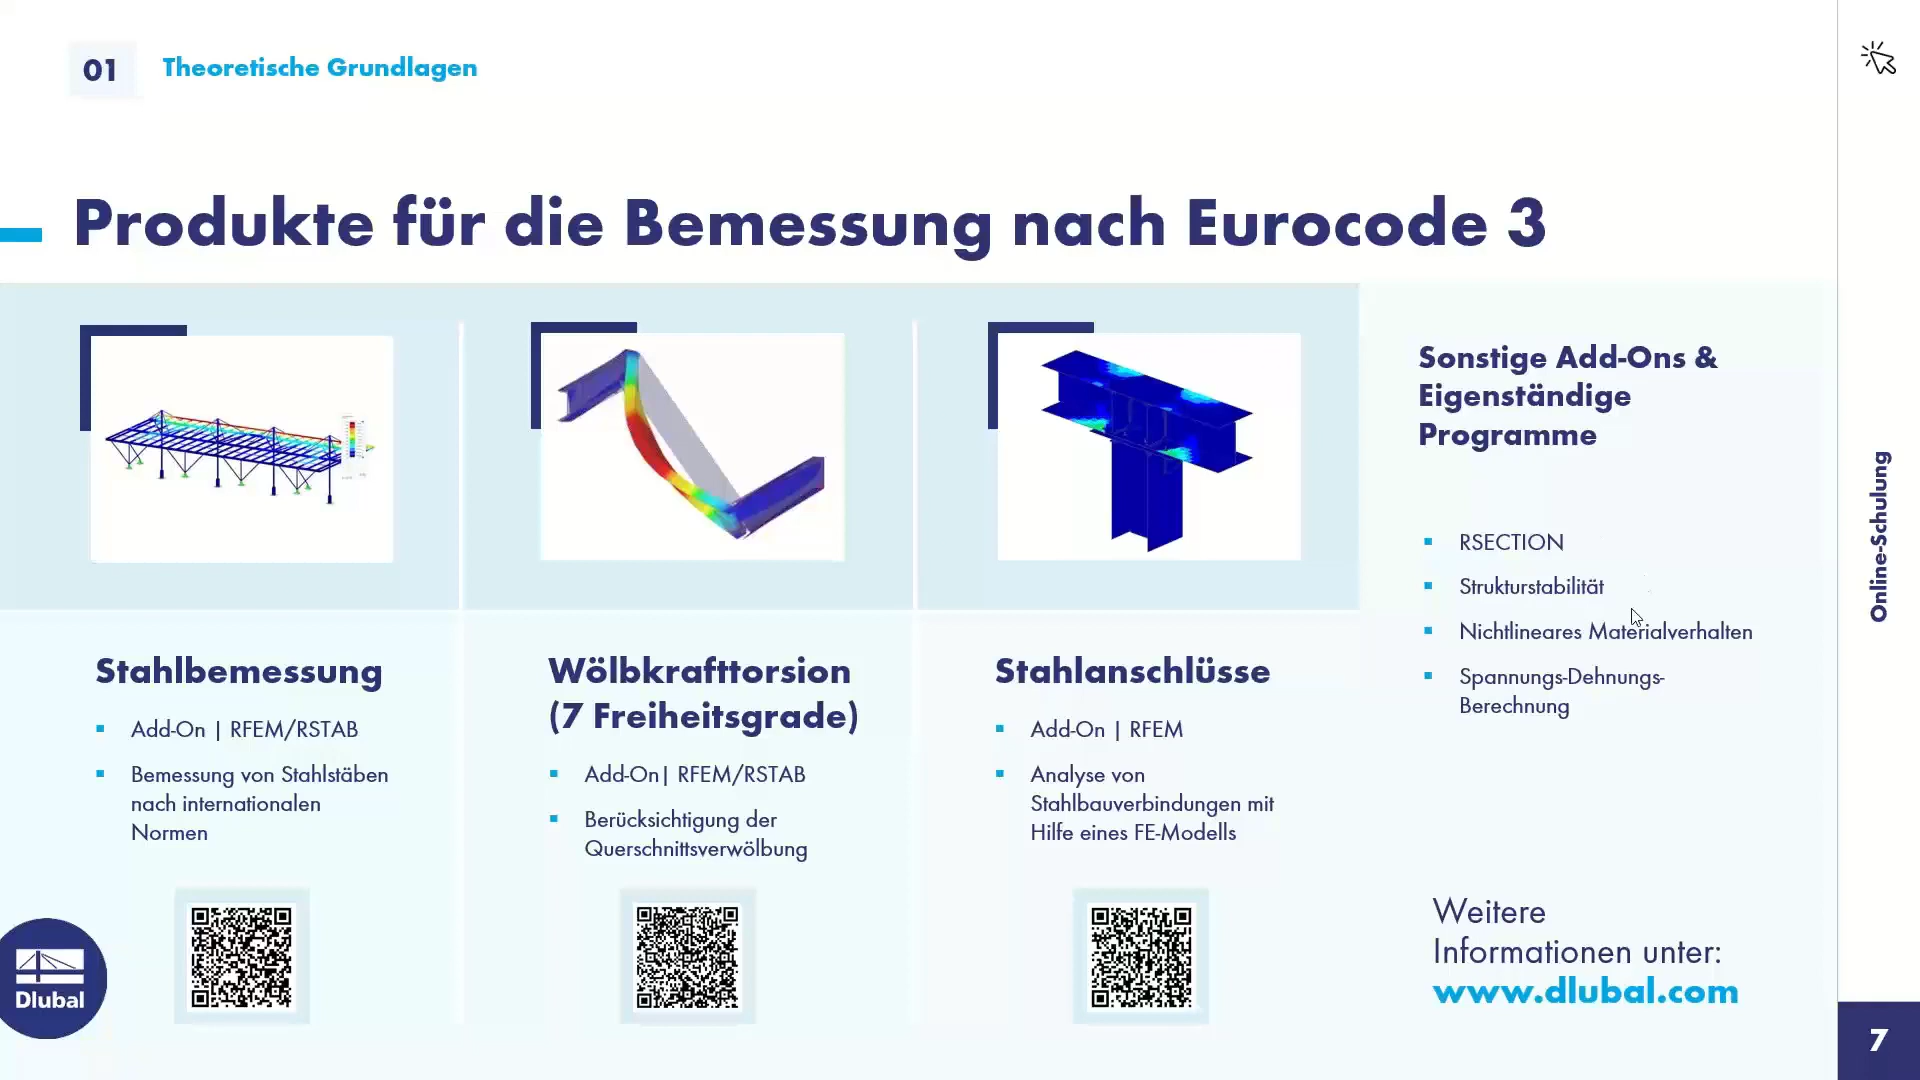 01
Theoretische Grundlagen
Produkte für die Bemessung nach Eurocode 3
Stahlbemessung
Add-On | RFEM/RSTAB
Bemessung von Stahlstäben
nach internationalen
Normen
Wölbkrafttorsion
(7 Freiheitsgrade)
Add-On| RFEM/RSTAB
Berücksichtigung der
Querschnittsverwölbung
Stahlanschlüsse
Add-On | RFEM
Analyse von
Stahlbauverbindungen mit
Hilfe eines FE-Modells
Sonstige Add-Ons &
Eigenständige
Programme
RSECTION
Strukturstabilität
Nichtlineares Materialverhalten
Spannungs-Dehnungs-
Berechnung
Weitere
Informationen unter:
www.dlubal.com
Dlubal
Online-Schulung
7